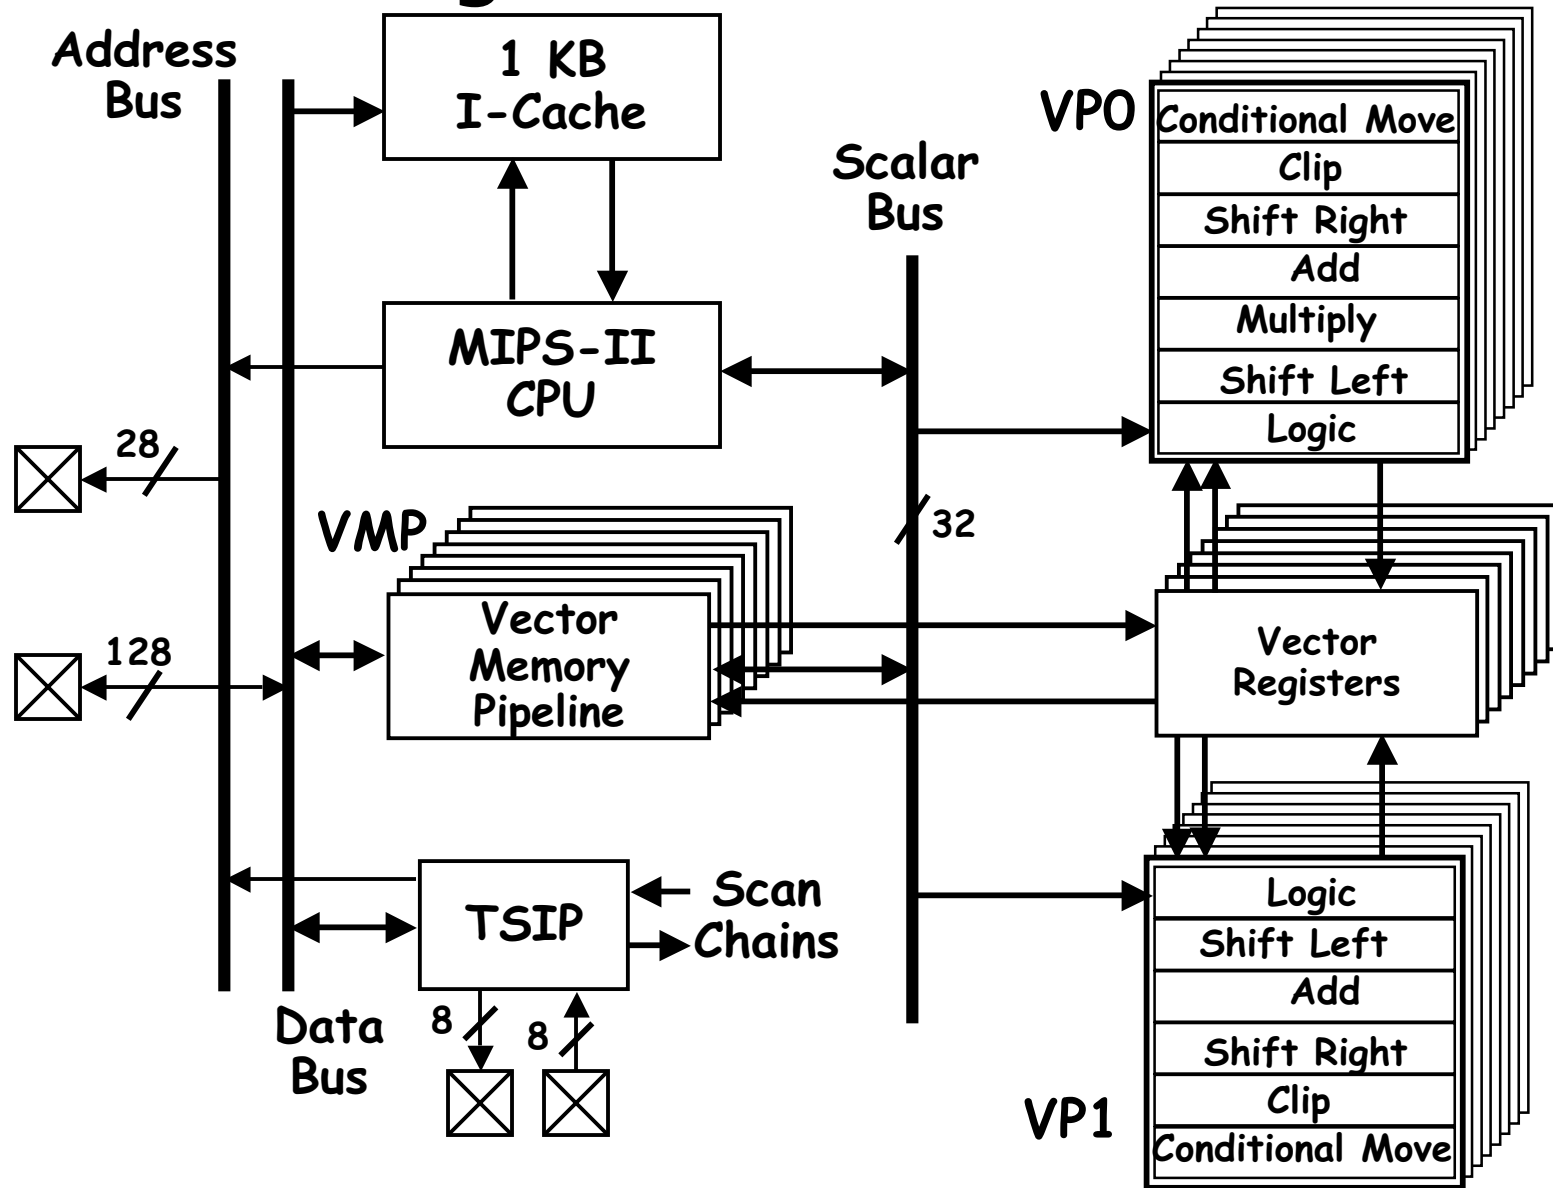 Address
Bus
1 KB
I-Cache
VP0
Conditional Move
Clip
Shift Right
Add
Multiply
Shift Left
Logic
Scalar
Bus
MIPS-II
CPU
28
VMP
32
128
Vector
Memory
Pipeline
Vector
Registers
TSIP
Scan
Chains
Logic
Shift Left
Add
Shift Right
Clip
Conditional Move
VP1
Data
Bus
8
8